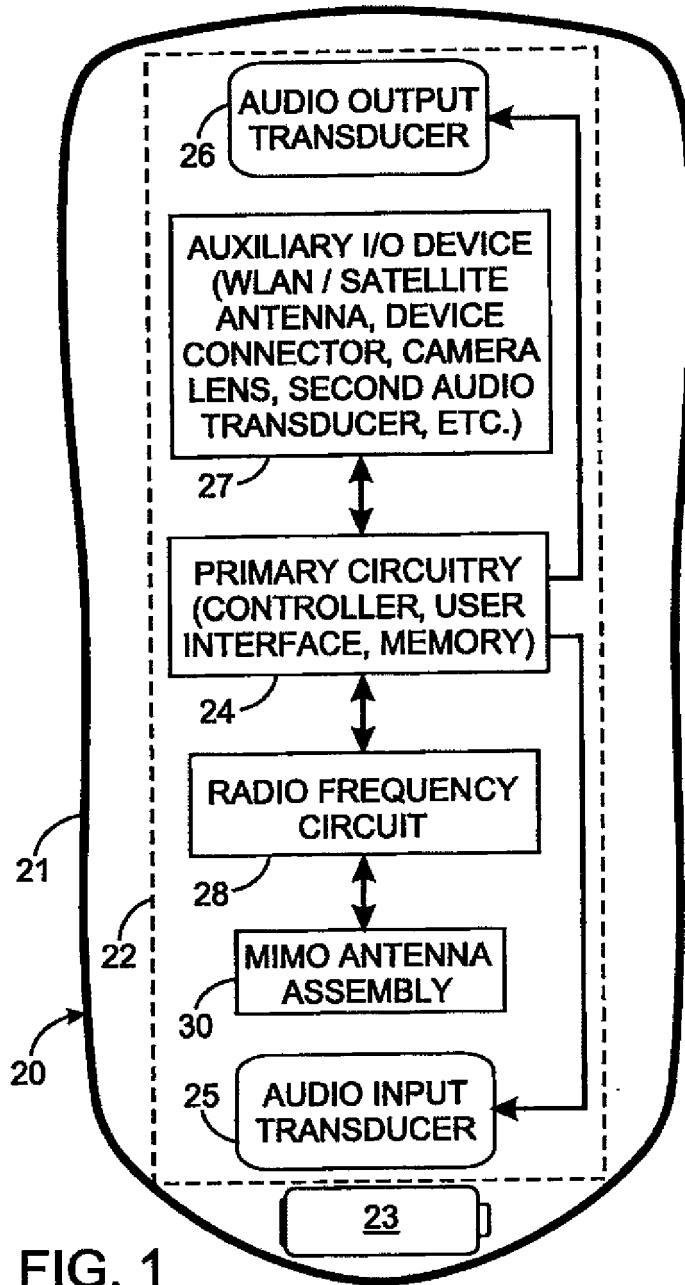 AUDIO OUTPUT
TRANSDUCER
26
AUXILIARY I/O DEVICE
(WLAN / SATELLITE
ANTENNA, DEVICE
CONNECTOR, CAMERA
LENS, SECOND AUDIO
TRANSDUCER, ETC.)
27
PRIMARY CIRCUITRY
(CONTROLLER, USER
INTERFACE, MEMORY)
24
RADIO FREQUENCY
CIRCUIT
21
28
22
MIMO ANTENNA
ASSEMBLY
30
20
25
AUDIO INPUT
TRANSDUCER
23
FIG. 1